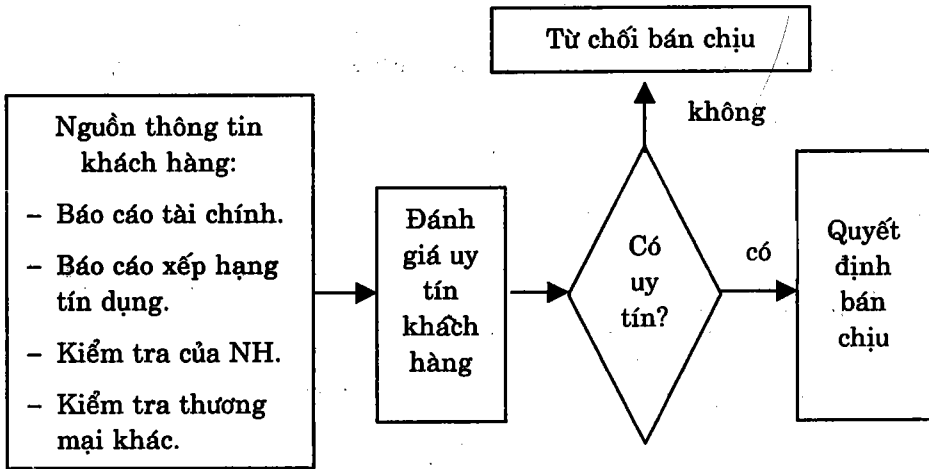 Từ chối bán chịu
không
Nguồn thông tin
khách hàng:
– Báo cáo tài chính.
– Báo cáo xếp hạng
tín dụng.
– Kiểm tra của NH.
– Kiểm tra thương
mại khác.
Đánh
giá uy
tín
khách
hàng
Có
uy
tín?
có
Quyết
định
bán
chịu